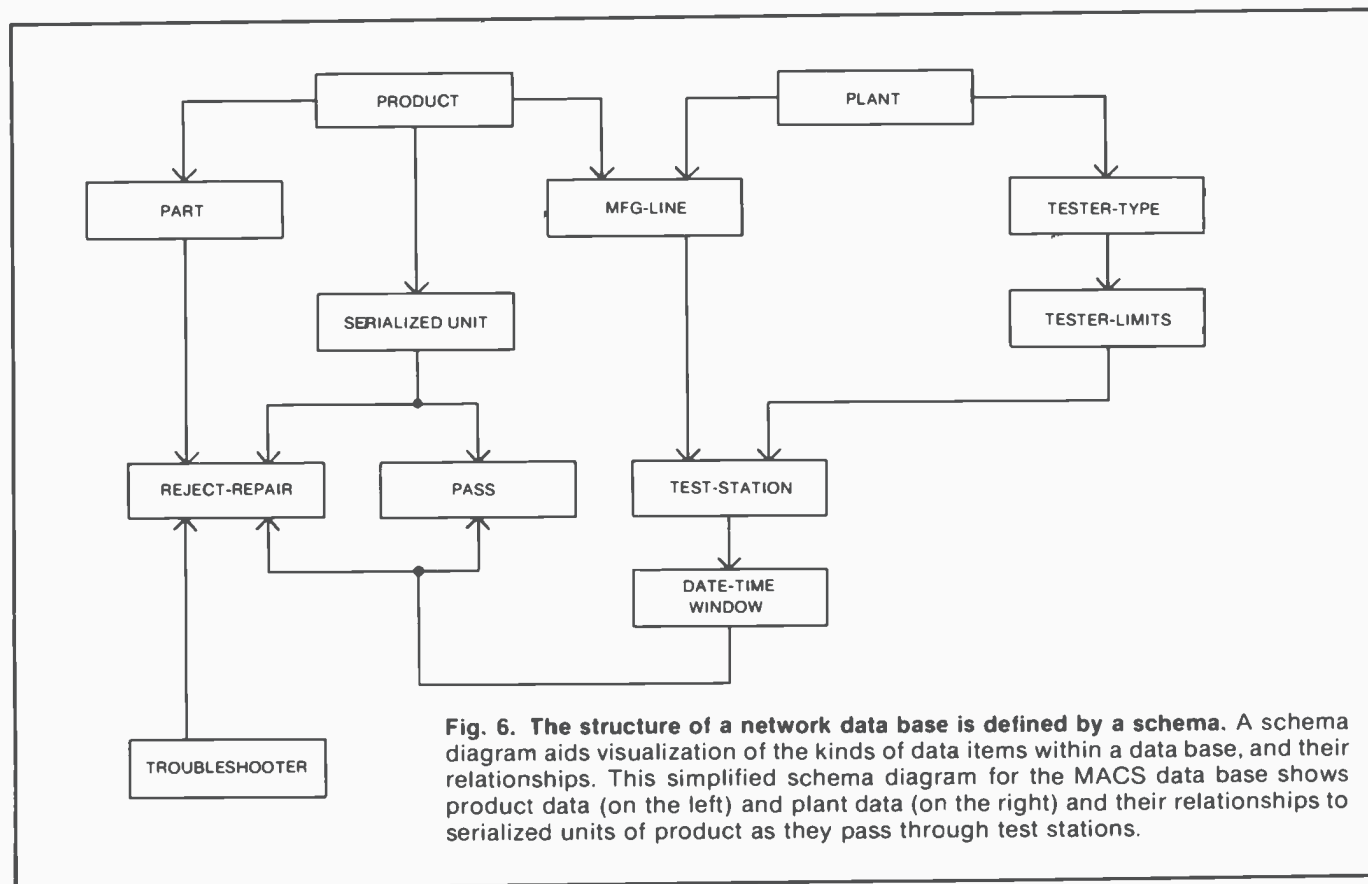 PRODUCT
PLANT
PART
MFG-LINE
TESTER-TYPE
SERIALIZED UNIT
TESTER-LIMITS
REJECT-REPAIR
PASS
TEST-STATION
DATE-TIME
WINDOW
TROUBLESHOOTER
Fig. 6. The structure of a network data base is defined by a schema. A schema
diagram aids visualization of the kinds of data items within a data base, and their
relationships. This simplified schema diagram for the MACS data base shows
product data (on the left) and plant data (on the right) and their relationships to
serialized units of product as they pass through test stations.